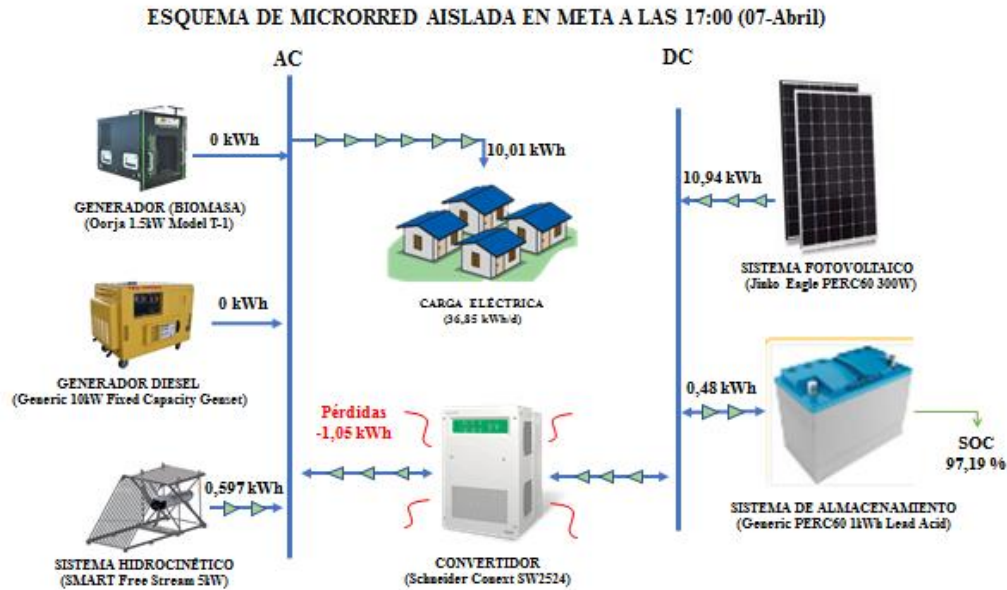 ESQUEMA DE MICRORRED AISLADA EN META A LAS 17:00 (07-Abril)
AC
DC
0 kWh
GENERADOR (BIOMASA)
(Oorja 1.5kW Model T-1)
10,01 kWh
CARGA ELÉCTRICA
(36,85 kWh/d)
10,94 kWh
SISTEMA FOTOVOLTAICO
(Jinko Eagle PERC60 300W)
0 kWh
GENERADOR DIESEL
(Generic 10kW Fixed Capacity Genset)
0,48 kWh
SOC
97,19 %
SISTEMA DE ALMACENAMIENTO
(Generic PERC60 1kWh Lead Acid)
Pérdidas
-1,05 kWh
CONVERTIDOR
(Schneider Conext SW2524)
0,597 kWh
SISTEMA HIDROCINÉTICO
(SMART Free Stream 5kW)